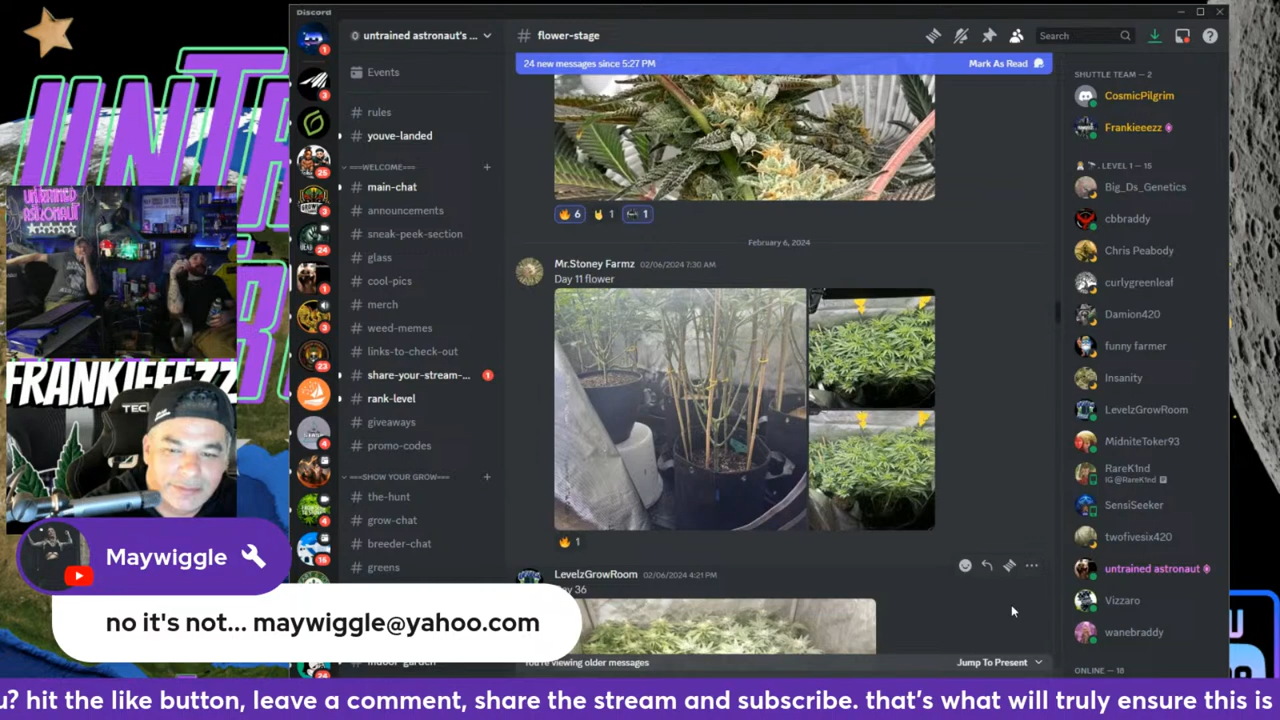 Discord
untrained astronaut's ...
# flower-stage
Search
24 new messages since 5:27 PM
Mark As Read
Events
# rules
# youve-landed
===WELCOME===
# main-chat
# announcements
# sneak-peek-section
# glass
# cool-pics
# merch
# weed-memes
# links-to-check-out
# share-your-stream-... 1
# rank-level
# giveaways
# promo-codes
===SHOW YOUR GROW===
# the-hunt
# grow-chat
# breeder-chat
# greens
6
1
1
February 6, 2024
Mr.Stoney Farmz 02/06/2024 7:30 AM
Day 11 flower
1
LevelzGrowRoom 02/06/2024 4:21 PM
You're viewing older messages
Jump To Present
SHUTTLE TEAM — 2
CosmicPilgrim
Frankieeezz
LEVEL 1 — 15
Big_Ds_Genetics
cbbraddy
Chris Peabody
curlygreenleaf
Damion420
funny farmer
Insanity
LevelzGrowRoom
MidniteToker93
RareK1nd
IG @RareK1nd
SensiSeeker
twofivesix420
untrained astronaut
Vizzaro
wanebraddy
ONLINE — 18
FRANKIEEEZZ
Maywiggle
no it's not... maywiggle@yahoo.com
u? hit the like button, leave a comment, share the stream and subscribe. that's what will truly ensure this is